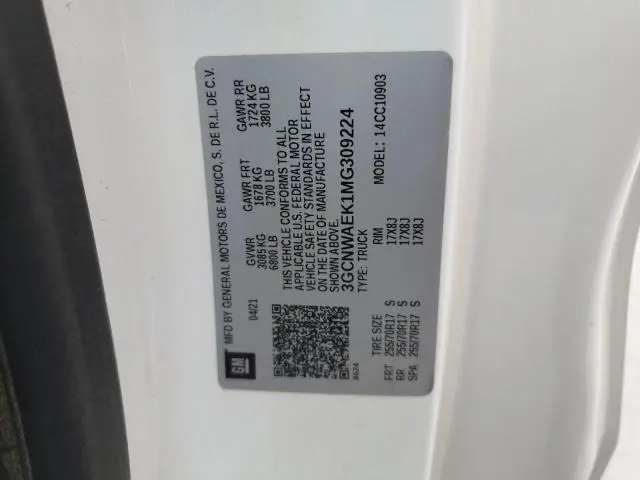 MFD BY GENERAL MOTORS DE MEXICO, S. DE R.L. DE C.V.
04/21 GVWR GAWR FRT GAWR RR
3085 KG 1678 KG 1724 KG
6800 LB 3700 LB 3800 LB
THIS VEHICLE CONFORMS TO ALL
APPLICABLE U.S. FEDERAL MOTOR
VEHICLE SAFETY STANDARDS IN EFFECT
ON THE DATE OF MANUFACTURE
SHOWN ABOVE.
3GCNWAEK1MG309224
TYPE: TRUCK MODEL: 14CC10903
GM
8624
TIRE SIZE RIM
FRT 255/70R17 S 17X8J
RR 255/70R17 S 17X8J
SPA 255/70R17 S 17X8J